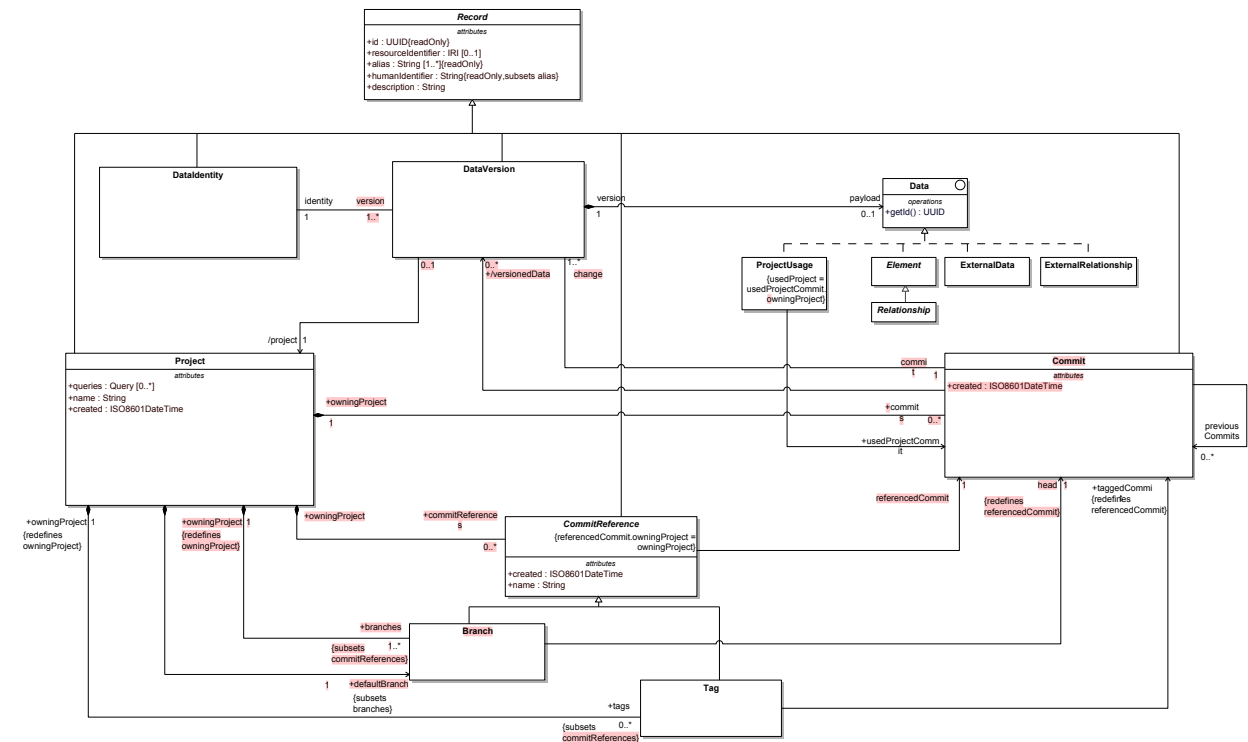 Record
attributes
+id : UUID{readOnly}
+resourceIdentifier : IRI [0..1]
+alias : String [1..*]{readOnly}
+humanIdentifier : String{readOnly,subsets alias}
+description : String
DataIdentity
identity
1
version
1..*
DataVersion
version
1
payload
0..1
Data
operations
+getId() : UUID
ProjectUsage
{usedProject =
usedProjectCommit.
owningProject}
Element
ExternalData
ExternalRelationship
Relationship
0..1
0..*
+/versionedData
1..*
change
/project
1
Project
attributes
+queries : Query [0..*]
+name : String
+created : ISO8601DateTime
+owningProject
1
commi
t
1
+commit
s
0..*
+usedProjectComm
it
Commit
attributes
+created : ISO8601DateTime
previous
Commits
0..*
+owningProject
1
{redefines
owningProject}
+owningProject
1
{redefines
owningProject}
+owningProject
+commitReference
s
0..*
CommitReference
{referencedCommit.owningProject =
owningProject}
attributes
+created : ISO8601DateTime
+name : String
referencedCommit
1
head
1
{redefines
referencedCommit}
+taggedCommi
{redefines
referencedCommit}
+branches
1..*
{subsets
commitReferences}
Branch
1
+defaultBranch
{subsets
branches}
Tag
+tags
0..*
{subsets
commitReferences}